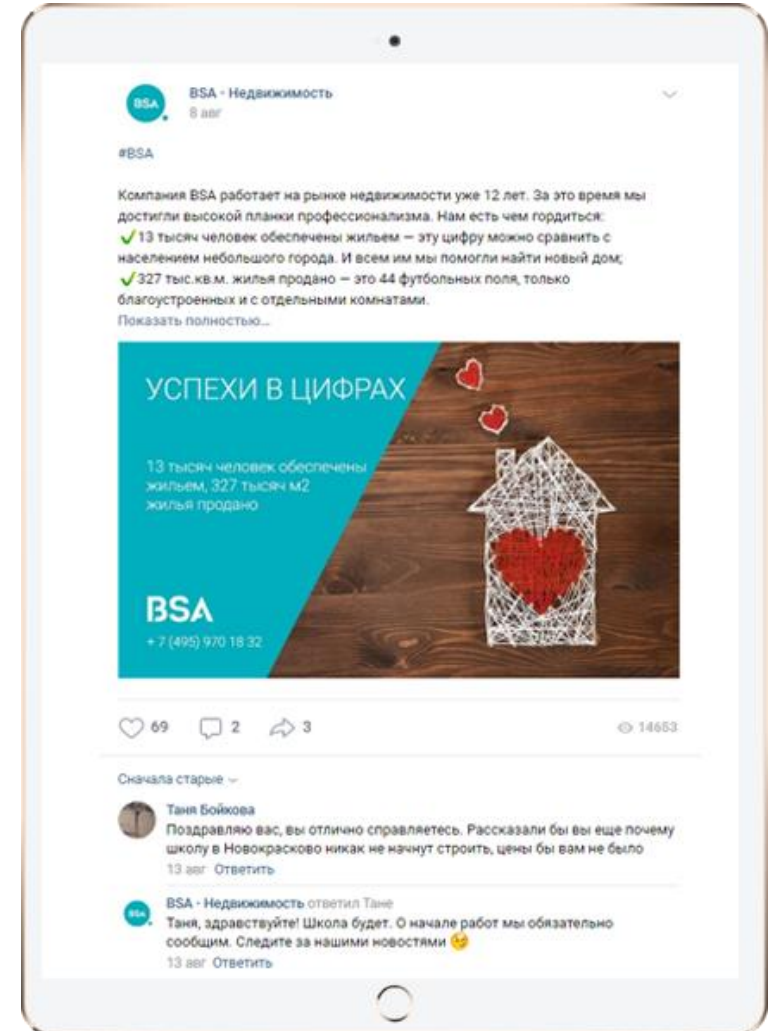 BSA
BSA - Недвижимость
8 авг
#BSA
Компания BSA работает на рынке недвижимости уже 12 лет. За это время мы
достигли высокой планки профессионализма. Нам есть чем гордиться:
✓13 тысяч человек обеспечены жильем — эту цифру можно сравнить с
населением небольшого города. И всем им мы помогли найти новый дом;
✓327 тыс.кв.м. жилья продано — это 44 футбольных поля, только
благоустроенных и с отдельными комнатами.
Показать полностью…
УСПЕХИ В ЦИФРАХ
13 тысяч человек обеспечены
жильем, 327 тысяч м2
жилья продано
BSA
+ 7 (495) 970 18 32
69 2 3 14653
Сначала старые
Таня Бойкова
Поздравляю вас, вы отлично справляетесь. Рассказали бы вы еще почему
школу в Новокрасково никак не начнут строить, цены бы вам не было
13 авг Ответить
BSA - Недвижимость ответил Тане
BSA
Таня, здравствуйте! Школа будет. О начале работ мы обязательно
сообщим. Следите за нашими новостями 😉
13 авг Ответить